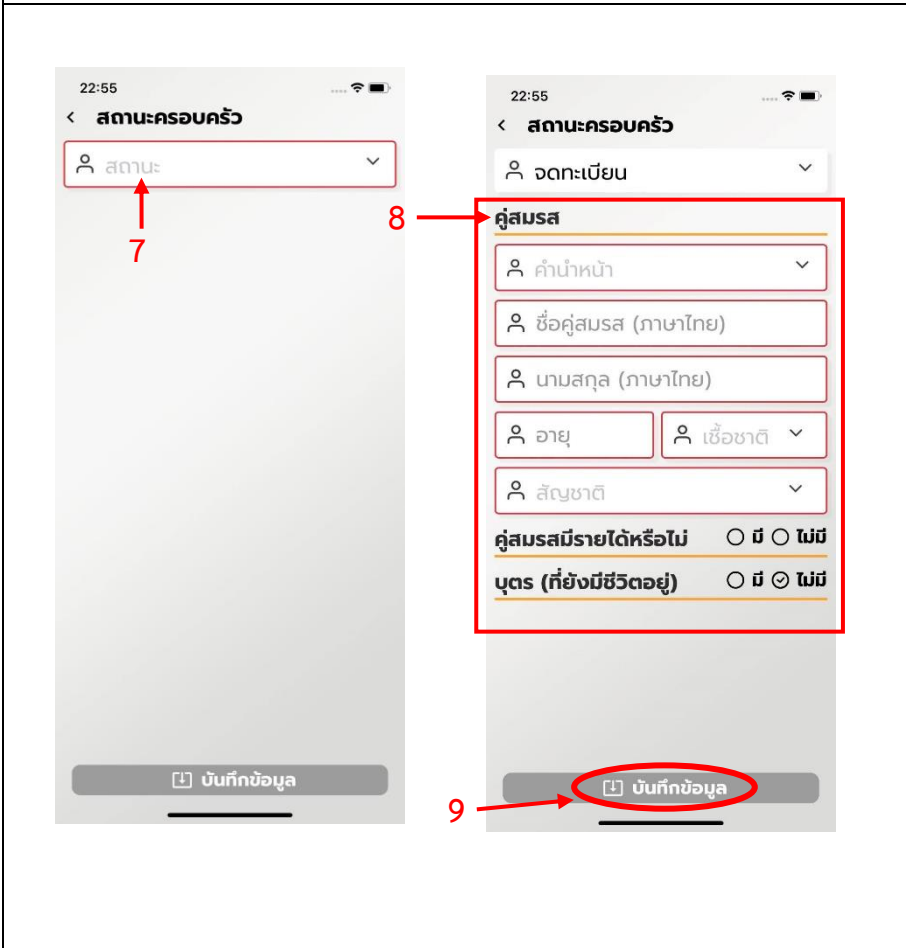 22:55
< สถานะครอบครัว
สถานะ
7
บันทึกข้อมูล
22:55
< สถานะครอบครัว
จดทะเบียน
8
คู่สมรส
คำนำหน้า
ชื่อคู่สมรส (ภาษาไทย)
นามสกุล (ภาษาไทย)
อายุ เชื้อชาติ
สัญชาติ
คู่สมรสมีรายได้หรือไม่ มี ไม่มี
บุตร (ที่ยังมีชีวิตอยู่) มี ไม่มี
บันทึกข้อมูล
9